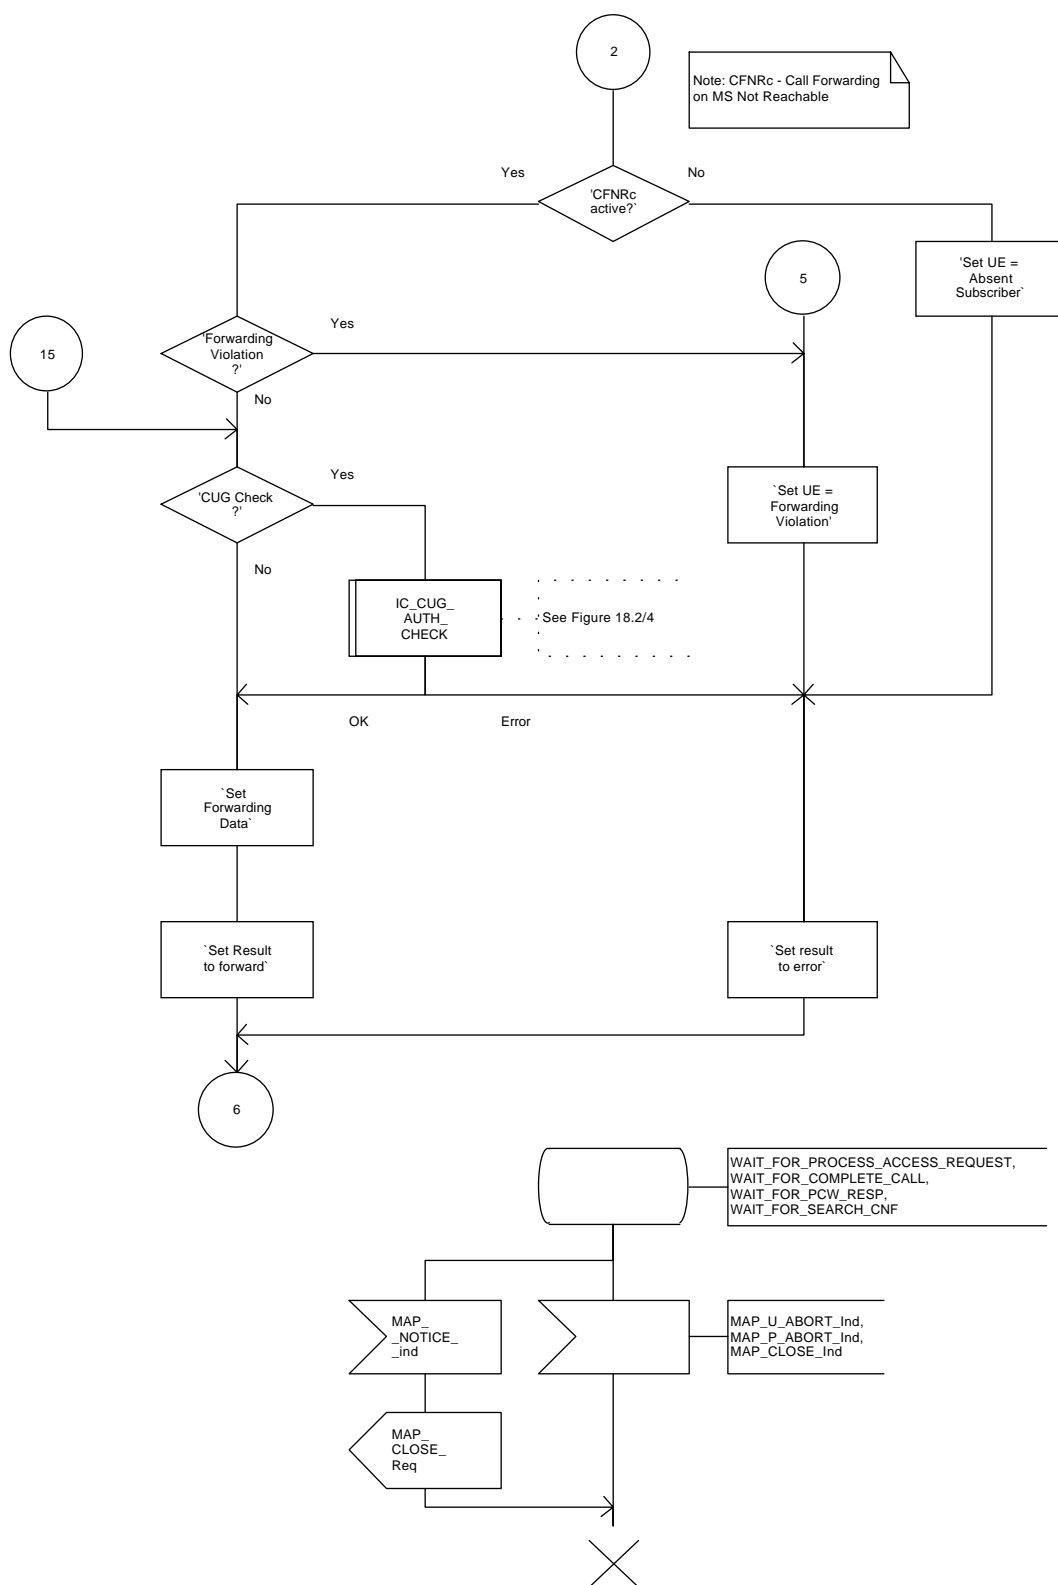 2
Note: CFNRc - Call Forwarding
on MS Not Reachable
Yes
No
'CFNRc
active?`
5
'Set UE =
Absent
Subscriber`
15
'Forwarding
Violation
?'
Yes
No
'CUG Check
?'
Yes
No
`Set UE =
Forwarding
Violation'
IC_CUG_
AUTH_
CHECK
See Figure 18.2/4
OK
Error
`Set
Forwarding
Data`
`Set Result
to forward`
`Set result
to error`
6
WAIT_FOR_PROCESS_ACCESS_REQUEST,
WAIT_FOR_COMPLETE_CALL,
WAIT_FOR_PCW_RESP,
WAIT_FOR_SEARCH_CNF
MAP_
_NOTICE_
_ind
MAP_U_ABORT_Ind,
MAP_P_ABORT_Ind,
MAP_CLOSE_Ind
MAP_
CLOSE_
Req